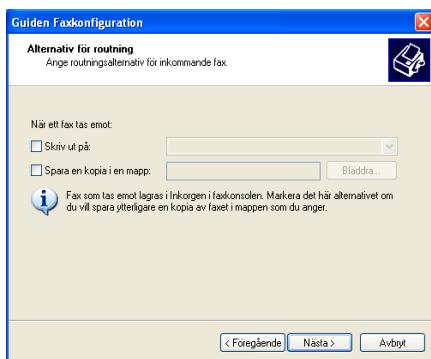 Guiden Faxkonfiguration
Alternativ för routning
Ange routningsalternativ för inkommande fax.
När ett fax tas emot:
Skriv ut på:
Spara en kopia i en mapp:
Bläddra...
Fax som tas emot lagras i Inkorgen i faxkonsolen. Markera det här alternativet om
du vill spara ytterligare en kopia av faxet i mappen som du anger.
< Föregående
Nästa >
Avbryt